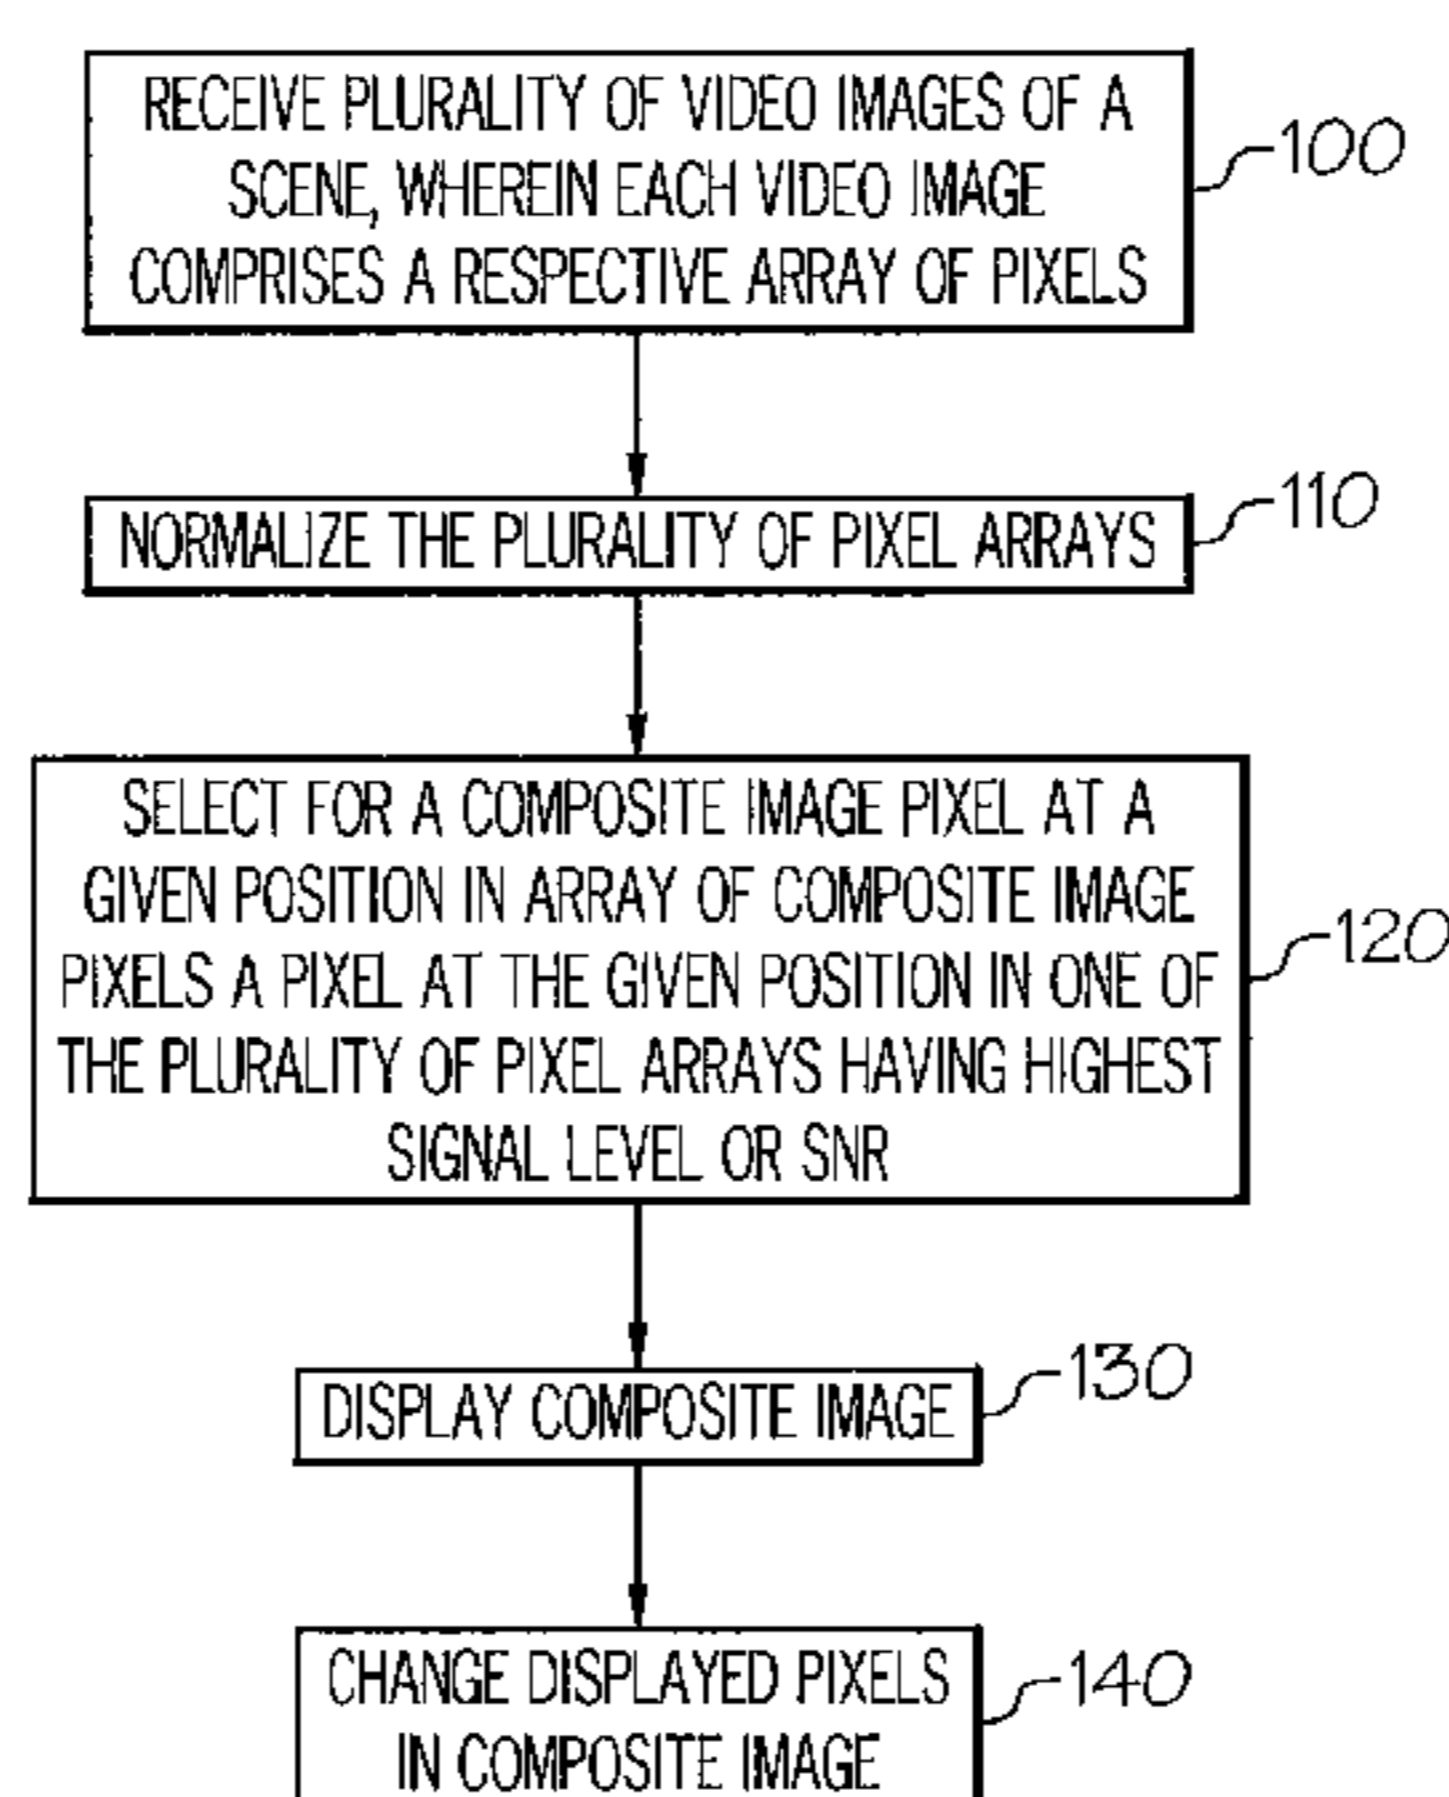 RECEIVE PLURALITY OF VIDEO IMAGES OF A
SCENE, WHEREIN EACH VIDEO IMAGE
COMPRISES A RESPECTIVE ARRAY OF PIXELS
100
NORMALIZE THE PLURALITY OF PIXEL ARRAYS
110
SELECT FOR A COMPOSITE IMAGE PIXEL AT A
GIVEN POSITION IN ARRAY OF COMPOSITE IMAGE
PIXELS A PIXEL AT THE GIVEN POSITION IN ONE OF
THE PLURALITY OF PIXEL ARRAYS HAVING HIGHEST
SIGNAL LEVEL OR SNR
120
DISPLAY COMPOSITE IMAGE
130
CHANGE DISPLAYED PIXELS
IN COMPOSITE IMAGE
140